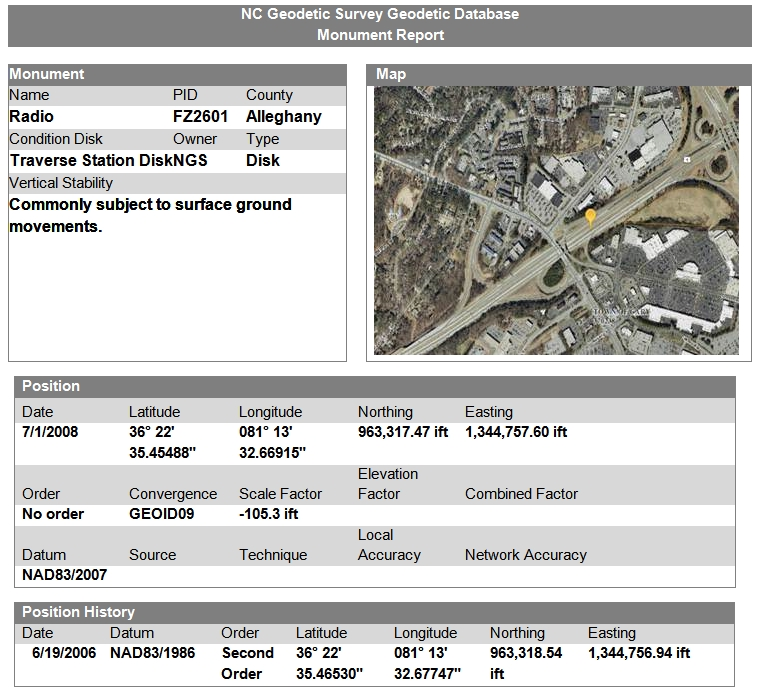 NC Geodetic Survey Geodetic Database
Monument Report
Monument
Name PID County
Radio FZ2601 Alleghany
Condition Disk Owner Type
Traverse Station DiskNGS Disk
Vertical Stability
Commonly subject to surface ground
movements.
Map
TOWN OF CARY
Position
Date Latitude Longitude Northing Easting
7/1/2008 36° 22' 081° 13' 963,317.47 ift 1,344,757.60 ift
35.45488" 32.66915"
Elevation
Order Convergence Scale Factor Factor Combined Factor
No order GEOID09 -105.3 ift
Local
Datum Source Technique Accuracy Network Accuracy
NAD83/2007
Position History
Date Datum Order Latitude Longitude Northing Easting
6/19/2006 NAD83/1986 Second 36° 22' 081° 13' 963,318.54 1,344,756.94 ift
Order 35.46530" 32.67747" ift